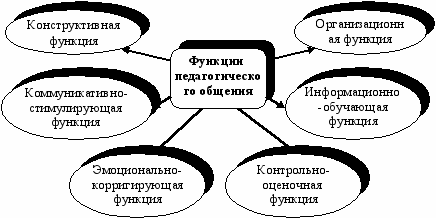 Функции
педагогическо
го общения
Конструктивная
функция
Организационн
ая функция
Коммуникативно-
стимулирующая
функция
Информационно
- обучающая
функция
Эмоционально-
корригирующая
функция
Контрольно-
оценочная
функция